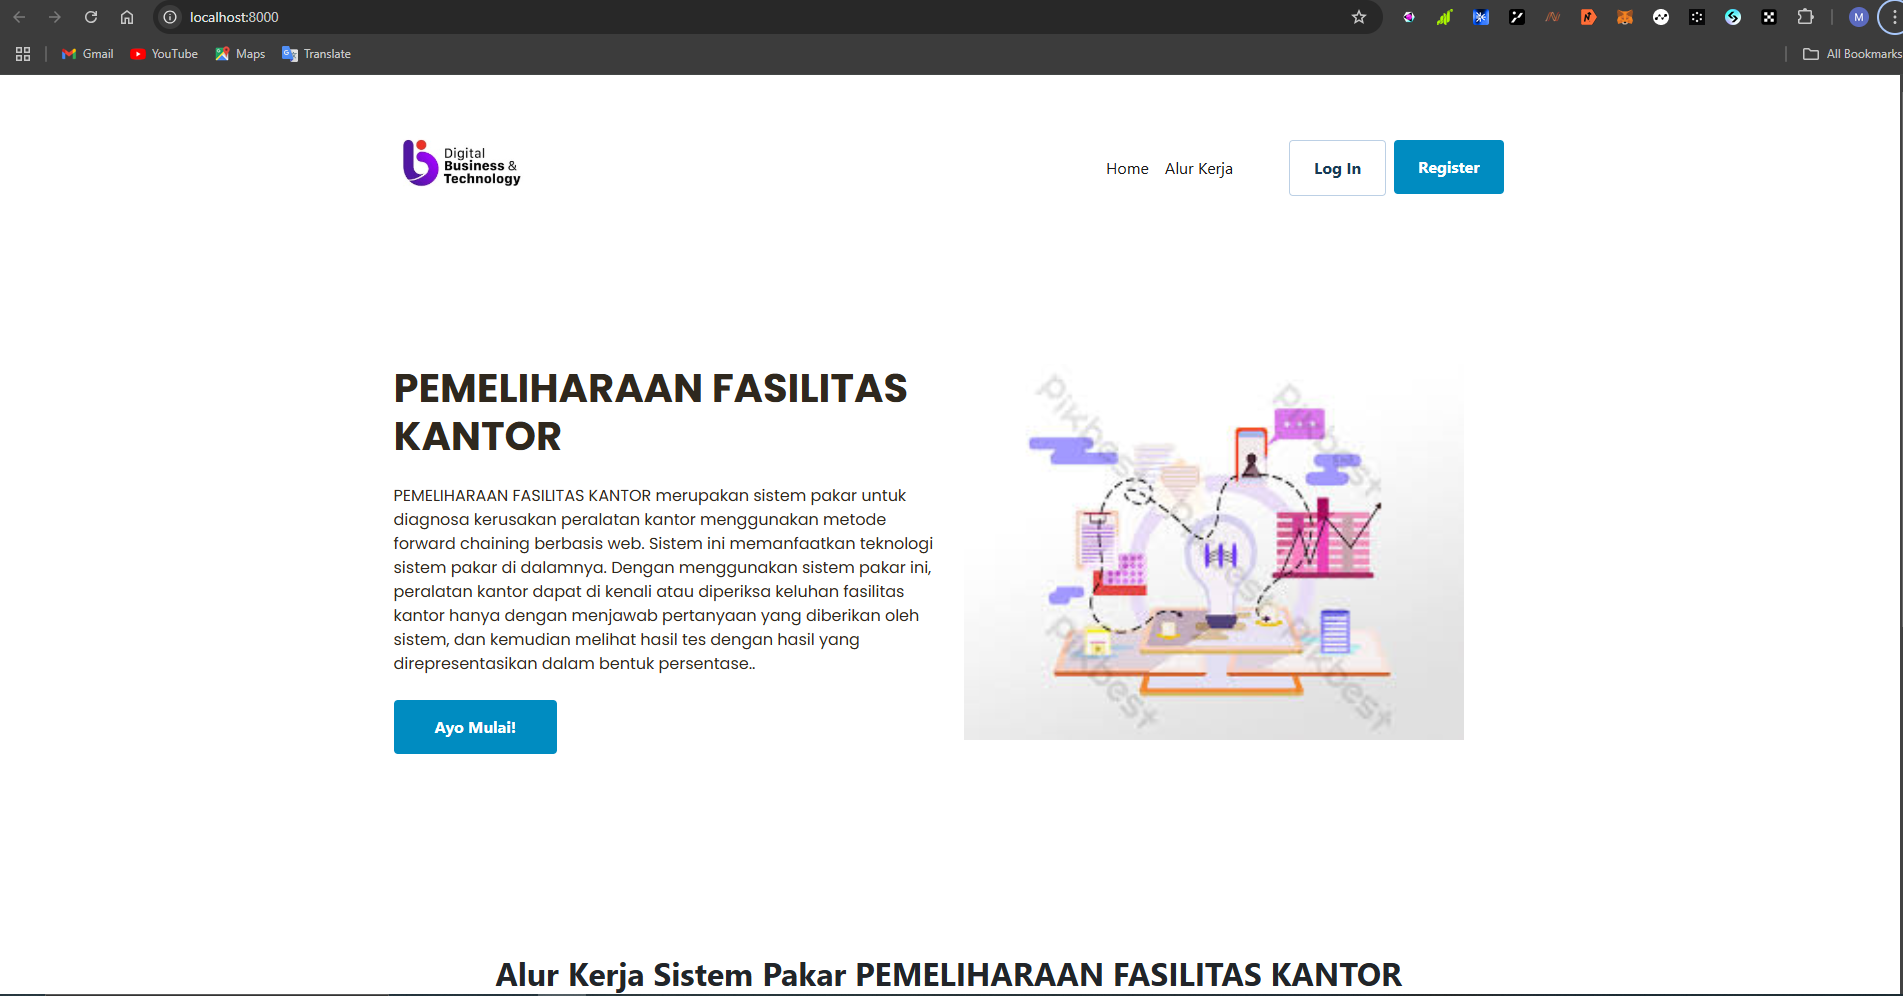 localhost:8000
M
Gmail
YouTube
Maps
Translate
All Bookmarks
Digital
Business &
Technology
Home
Alur Kerja
Log In
Register
PEMELIHARAAN FASILITAS
KANTOR
PEMELIHARAAN FASILITAS KANTOR merupakan sistem pakar untuk
diagnosa kerusakan peralatan kantor menggunakan metode
forward chaining berbasis web. Sistem ini memanfaatkan teknologi
sistem pakar di dalamnya. Dengan menggunakan sistem pakar ini,
peralatan kantor dapat di kenali atau diperiksa keluhan fasilitas
kantor hanya dengan menjawab pertanyaan yang diberikan oleh
sistem, dan kemudian melihat hasil tes dengan hasil yang
direpresentasikan dalam bentuk persentase..
Ayo Mulai!
pikbest
pikbest
pikbest
pikbest
pikbest
Alur Kerja Sistem Pakar PEMELIHARAAN FASILITAS KANTOR